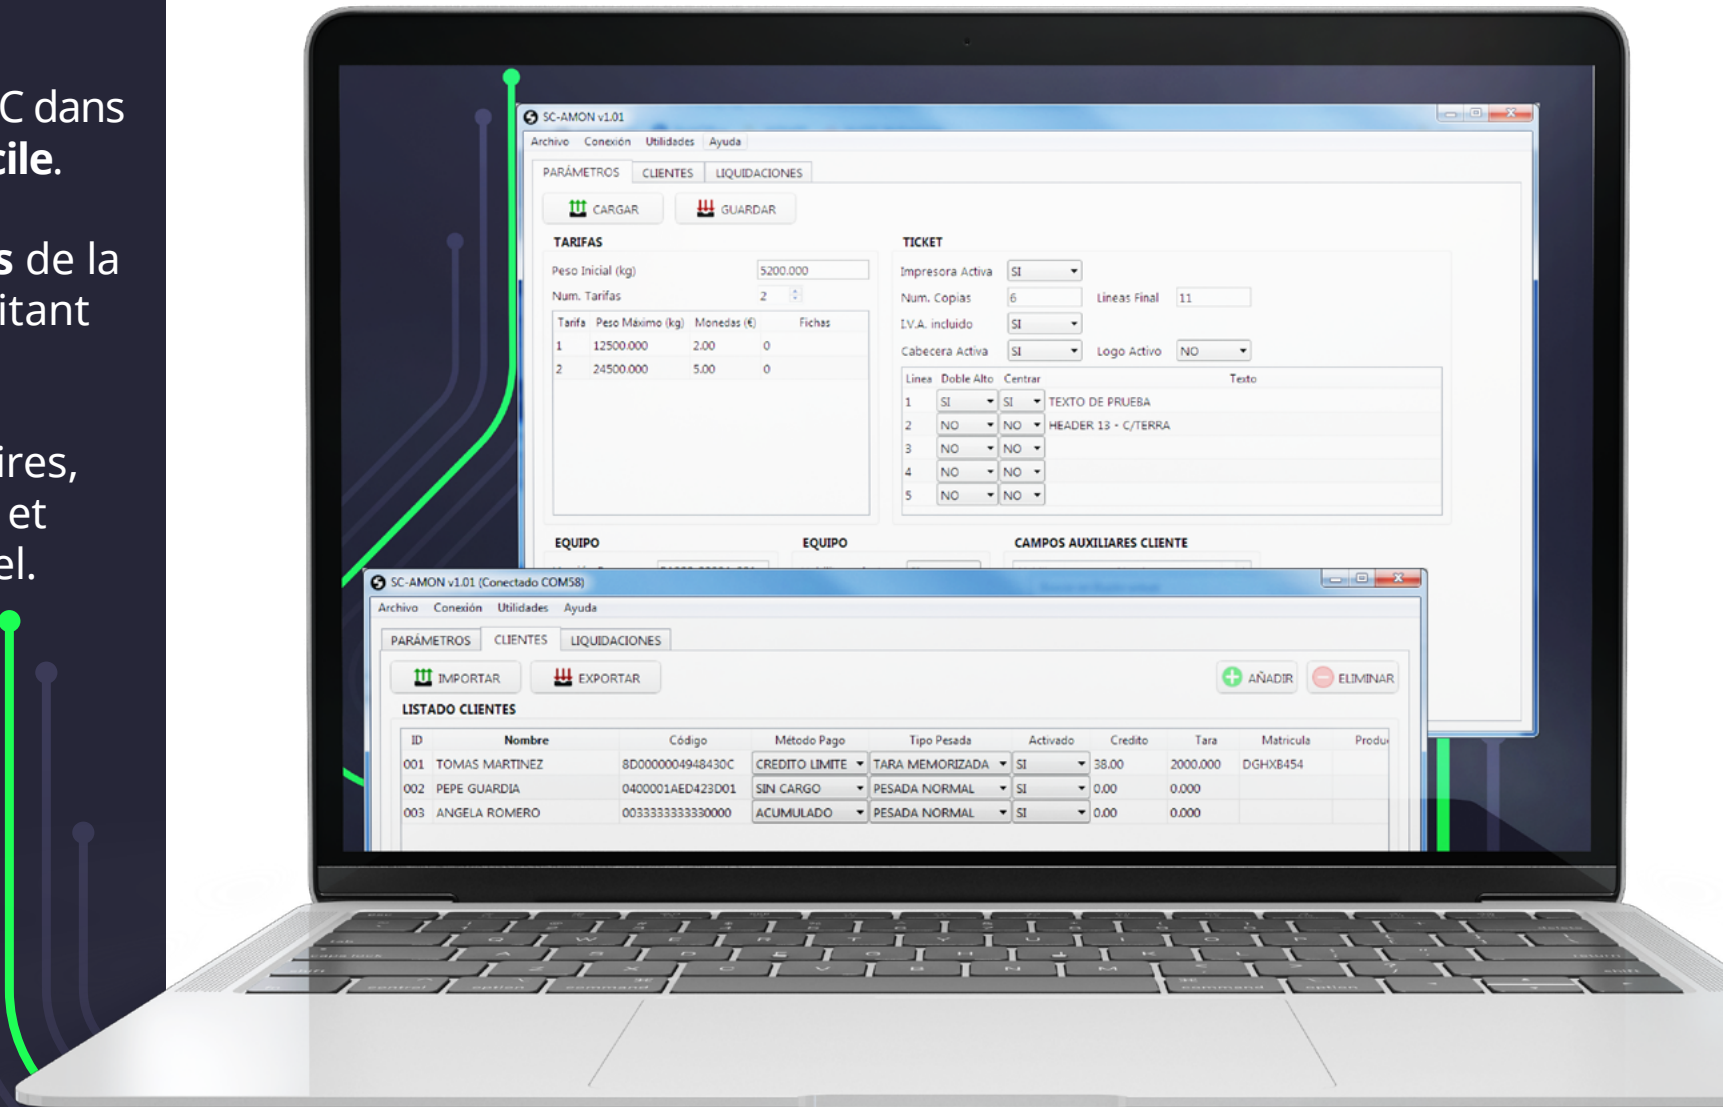 C dans
cile.
s de la
itant
ires,
et
el.
SC-AMON v1.01
Archivo Conexión Utilidades Ayuda
PARÁMETROS CLIENTES LIQUIDACIONES
CARGAR GUARDAR
TARIFAS
Peso Inicial (kg) 5200.000
Num. Tarifas 2
Tarifa Peso Máximo (kg) Monedas (€) Fichas
1 12500.000 2.00 0
2 24500.000 5.00 0
TICKET
Impresora Activa SI
Num. Copias 6 Lineas Final 11
I.V.A. incluido SI
Cabecera Activa SI Logo Activo NO
Linea Doble Alto Centrar Texto
1 SI SI TEXTO DE PRUEBA
2 NO NO HEADER 13 - C/TERRA
3 NO NO
4 NO NO
5 NO NO
EQUIPO EQUIPO CAMPOS AUXILIARES CLIENTE
SC-AMON v1.01 (Conectado COM58)
Archivo Conexión Utilidades Ayuda
PARÁMETROS CLIENTES LIQUIDACIONES
IMPORTAR EXPORTAR AÑADIR ELIMINAR
LISTADO CLIENTES
ID Nombre Código Método Pago Tipo Pesada Activado Credito Tara Matricula Produ
001 TOMAS MARTINEZ 8D0000004948430C CREDITO LIMITE TARA MEMORIZADA SI 38.00 2000.000 DGHXB454
002 PEPE GUARDIA 0400001AED423D01 SIN CARGO PESADA NORMAL SI 0.00 0.000
003 ANGELA ROMERO 0033333333330000 ACUMULADO PESADA NORMAL SI 0.00 0.000